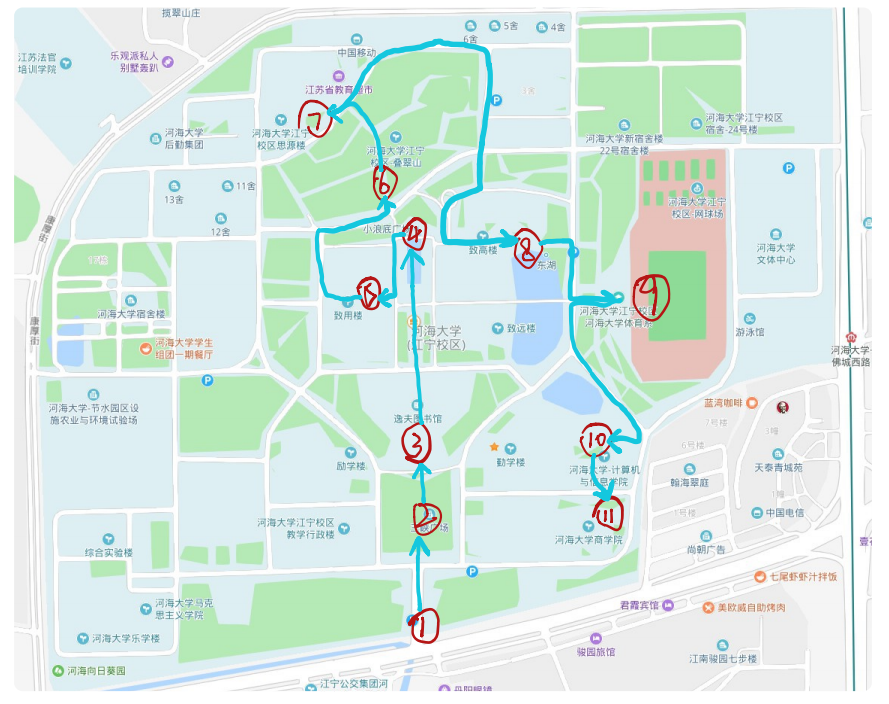 揽翠山庄
6舍
5舍
4舍
中国移动
江苏法官
培训学院
乐观派私人
别墅轰趴
江苏省教育
市
7
河海大学
后勤集团
河海大学江宁
校区思源楼
河海大学江宁
校区-叠翠山
河海大学新宿舍楼
22号宿舍楼
河海大学江宁校区
宿舍-24号楼
P
P
6
13舍
11舍
12舍
康厚街
小浪底广
4
致高楼
8
东湖
河海大学江宁
校区-网球场
河海大学
文体中心
5
致用楼
9
河海大学江宁校
河海大学体育系
游泳馆
河海大学宿舍楼
康厚街
河海大学学生
组团一期餐厅
河海大学
(江宁校区)
致远楼
河海大学-
佛城西路
P
河海大学-节水园区设
施农业与环境试验场
逸夫图书馆
3
励学楼
勤学楼
10
河海大学-计算机
与信息学院
蓝湾咖啡
7号楼
3幢
6号楼
天泰青城苑
瀚海翠庭
1幢
中国电信
1号楼
尚朝广告
2
广场
11
河海大学商学院
河海大学江宁校区
教学行政楼
综合实验楼
P
河海大学马克
思主义学院
1
河海大学乐学楼
河海向日葵园
七尾虾虾汁拌饭
君霞宾馆
美欧威自助烤肉
骏园旅馆
江南骏园七步楼
江宁公交集团河